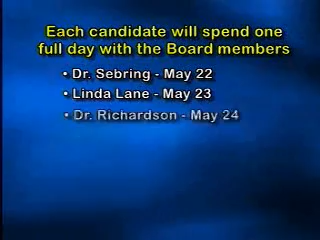 Each candidate will spend one
full day with the Board members
• Dr. Sebring - May 22
• Linda Lane - May 23
• Dr. Richardson - May 24